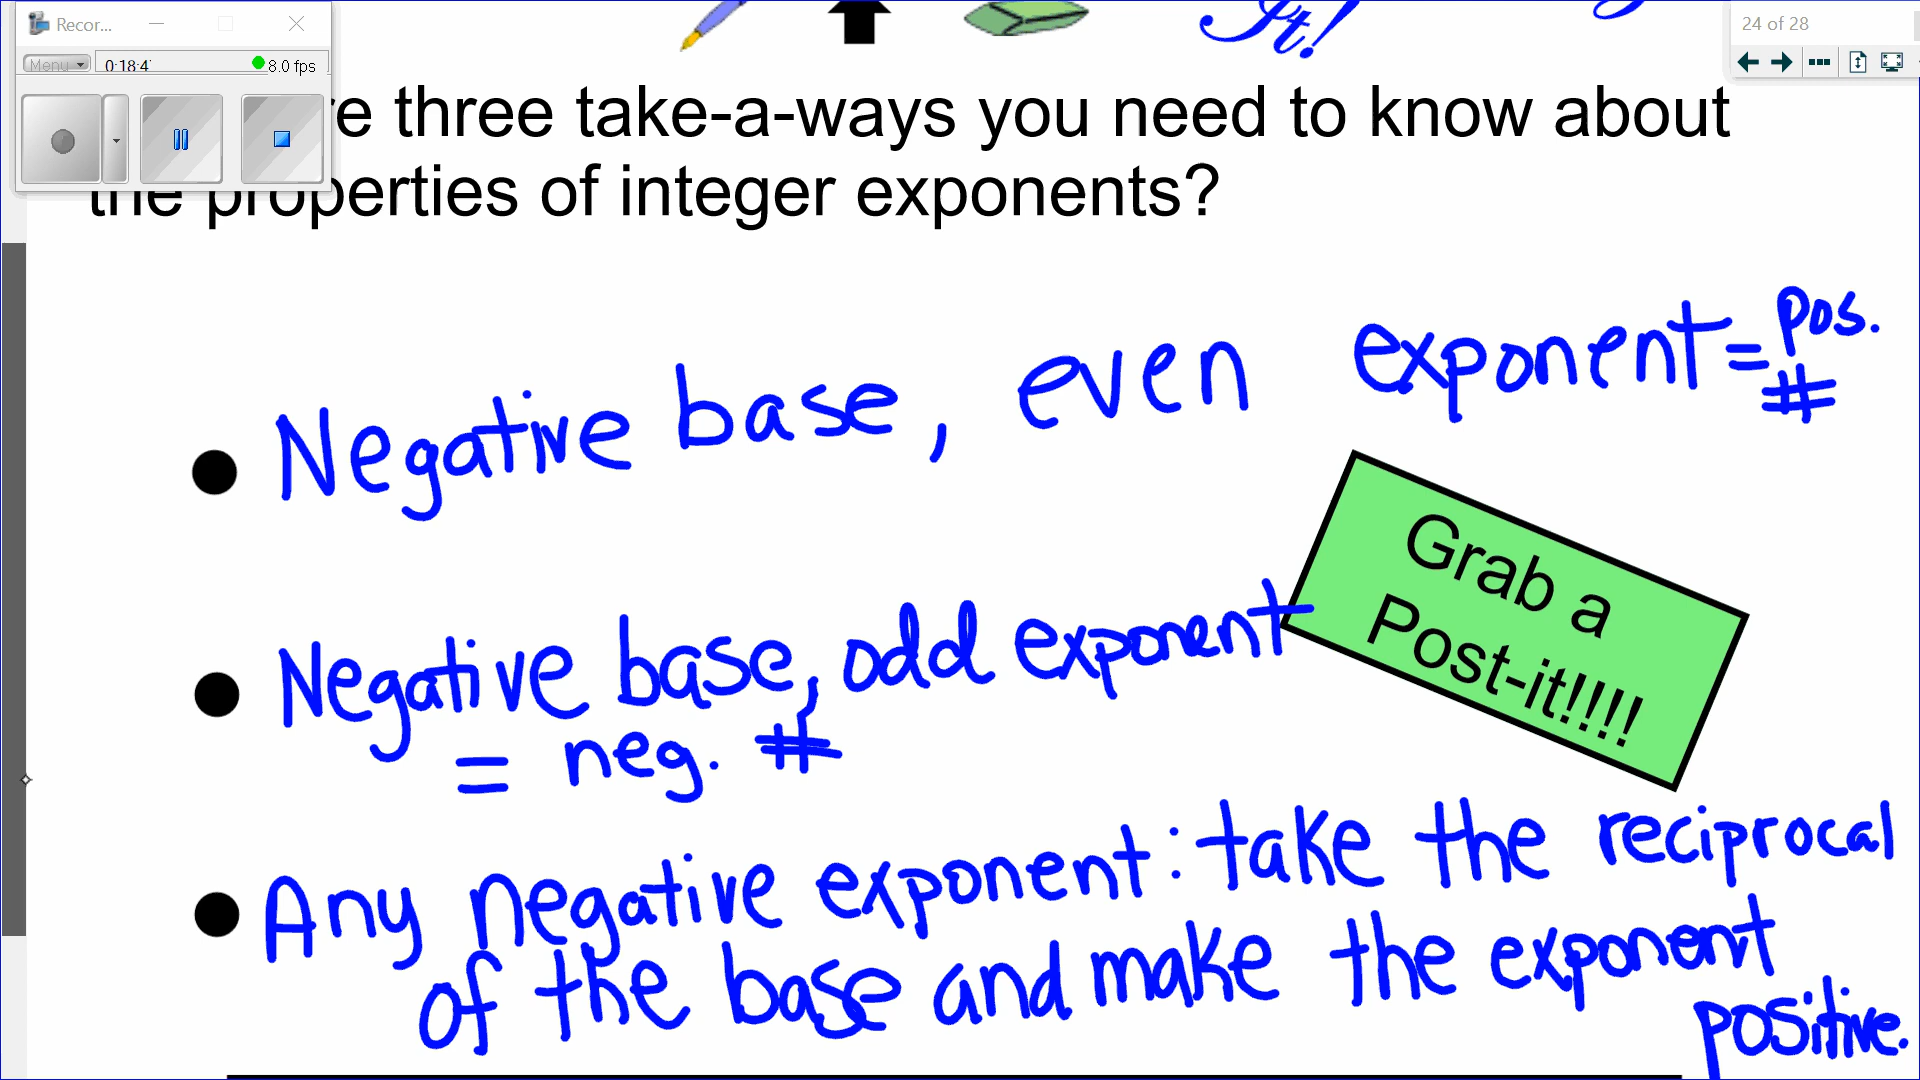 Recor...
Menu
0:18:4
8.0 fps
It!
24 of 28
re three take-a-ways you need to know about
the properties of integer exponents?
Negative base, even exponent = pos.
#
Grab a
Post-it!!!!
Negative base, odd exponent
= neg. #
Any negative exponent: take the reciprocal
of the base and make the exponent
positive.